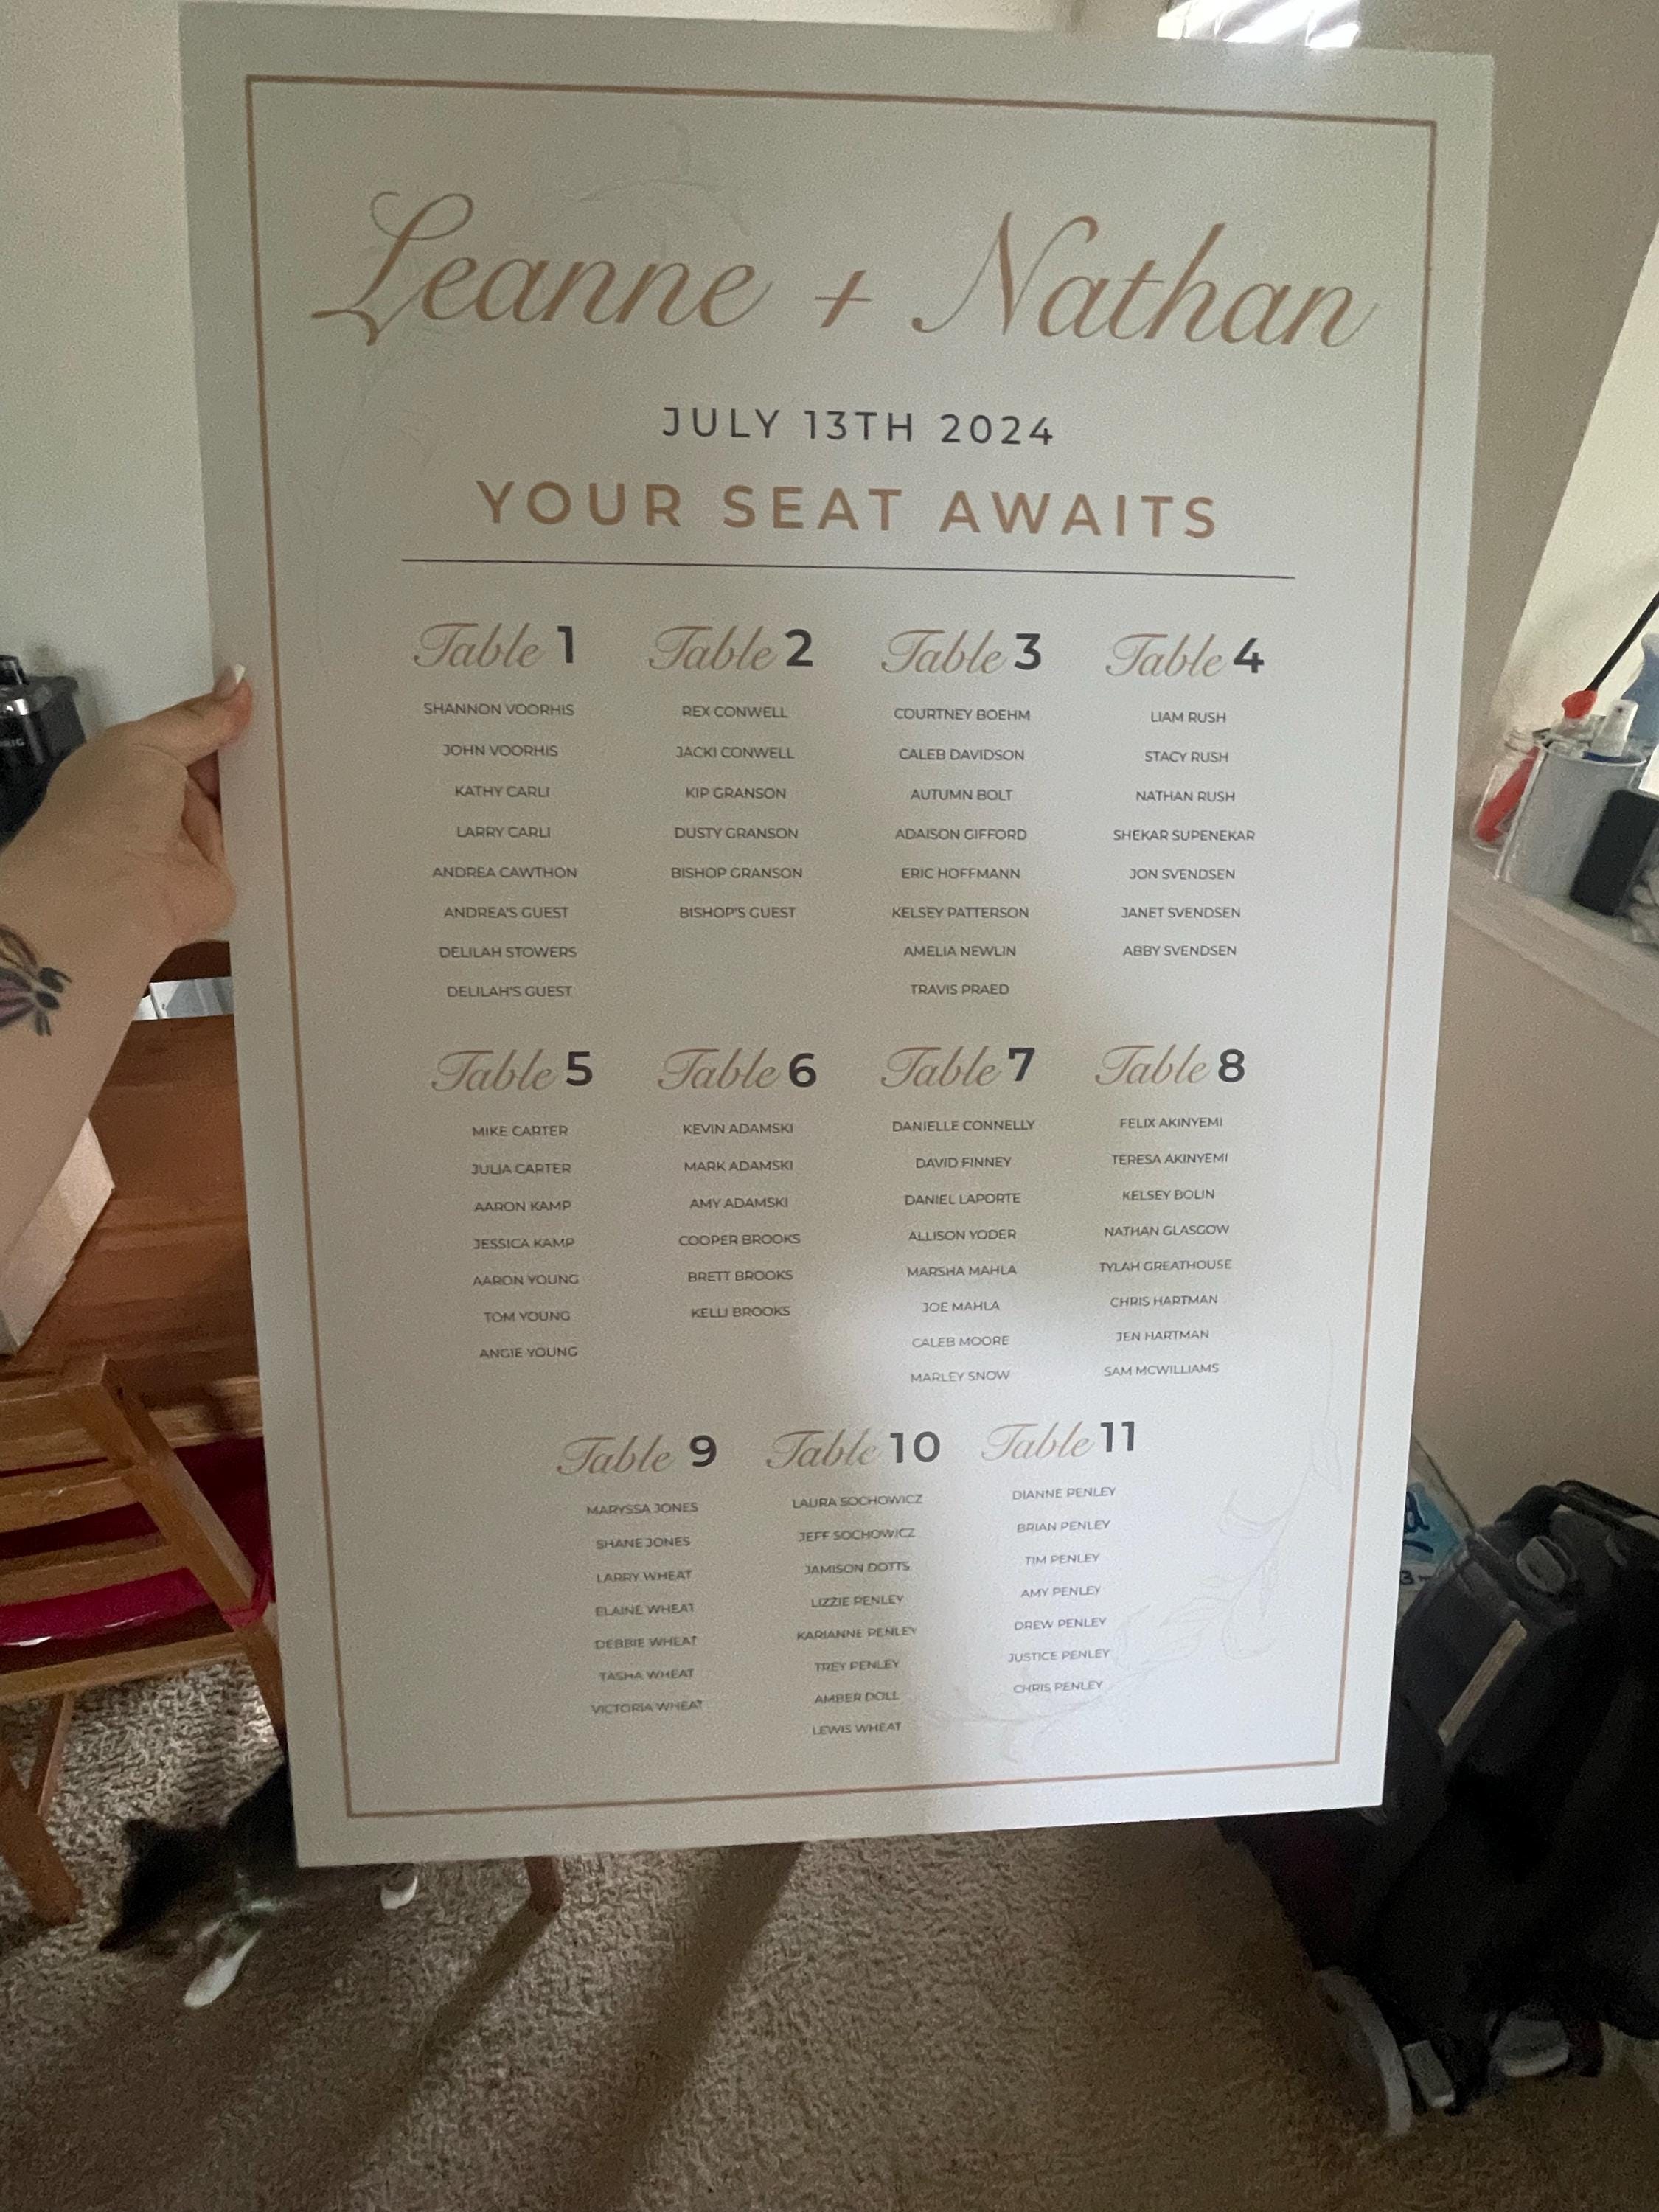 Leanne + Nathan
JULY 13TH 2024
YOUR SEAT AWAITS
Table 1
SHANNON VOORHIS
JOHN VOORHIS
KATHY CARLI
LARRY CARLI
ANDREA CAWTHON
ANDREA'S GUEST
DELILAH STOWERS
DELILAH'S GUEST
Table 2
REX CONWELL
JACKI CONWELL
KIP GRANSON
DUSTY GRANSON
BISHOP GRANSON
BISHOP'S GUEST
Table 3
COURTNEY BOEHM
CALEB DAVIDSON
AUTUMN BOLT
ADAISON GIFFORD
ERIC HOFFMANN
KELSEY PATTERSON
AMELIA NEWLIN
TRAVIS PRAED
Table 4
LIAM RUSH
STACY RUSH
NATHAN RUSH
SHEKAR SUPENEKAR
JON SVENDSEN
JANET SVENDSEN
ABBY SVENDSEN
Table 5
MIKE CARTER
JULIA CARTER
AARON KAMP
JESSICA KAMP
AARON YOUNG
TOM YOUNG
ANGIE YOUNG
Table 6
KEVIN ADAMSKI
MARK ADAMSKI
AMY ADAMSKI
COOPER BROOKS
BRETT BROOKS
KELLI BROOKS
Table 7
DANIELLE CONNELLY
DAVID FINNEY
DANIEL LAPORTE
ALLISON YODER
MARSHA MAHLA
JOE MAHLA
CALEB MOORE
MARLEY SNOW
Table 8
FELIX AKINYEMI
TERESA AKINYEMI
KELSEY BOLIN
NATHAN GLASGOW
TYLAH GREATHOUSE
CHRIS HARTMAN
JEN HARTMAN
SAM MCWILLIAMS
Table 9
MARYSSA JONES
SHANE JONES
LARRY WHEAT
ELAINE WHEAT
DEBBIE WHEAT
TASHA WHEAT
VICTORIA WHEAT
Table 10
LAURA SOCHOWICZ
JEFF SOCHOWICZ
JAMISON DOTTS
LIZZIE PENLEY
KARIANNE PENLEY
TREY PENLEY
AMBER DOLL
LEWIS WHEAT
Table 11
DIANNE PENLEY
BRIAN PENLEY
TIM PENLEY
AMY PENLEY
DREW PENLEY
JUSTICE PENLEY
CHRIS PENLEY